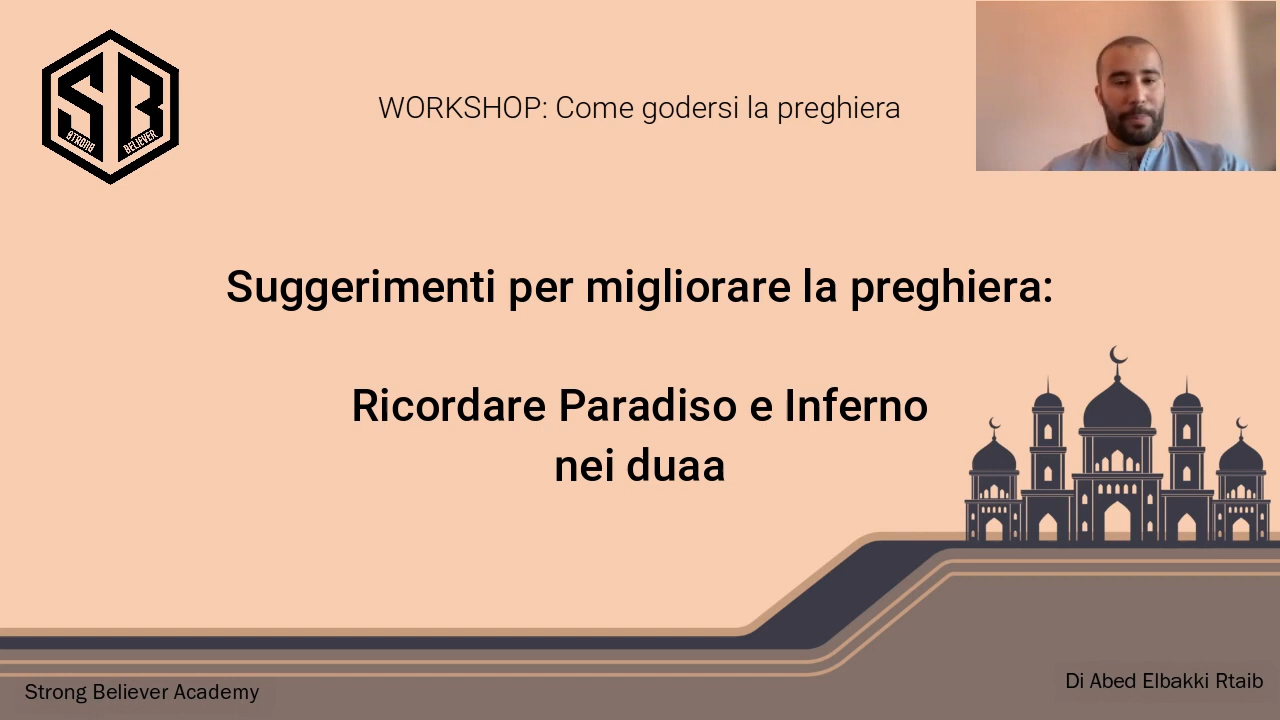 SB
STRONG BELIEVER
WORKSHOP: Come godersi la preghiera
Suggerimenti per migliorare la preghiera:
Ricordare Paradiso e Inferno
nei duaa
Strong Believer Academy
Di Abed Elbakki Rtaib